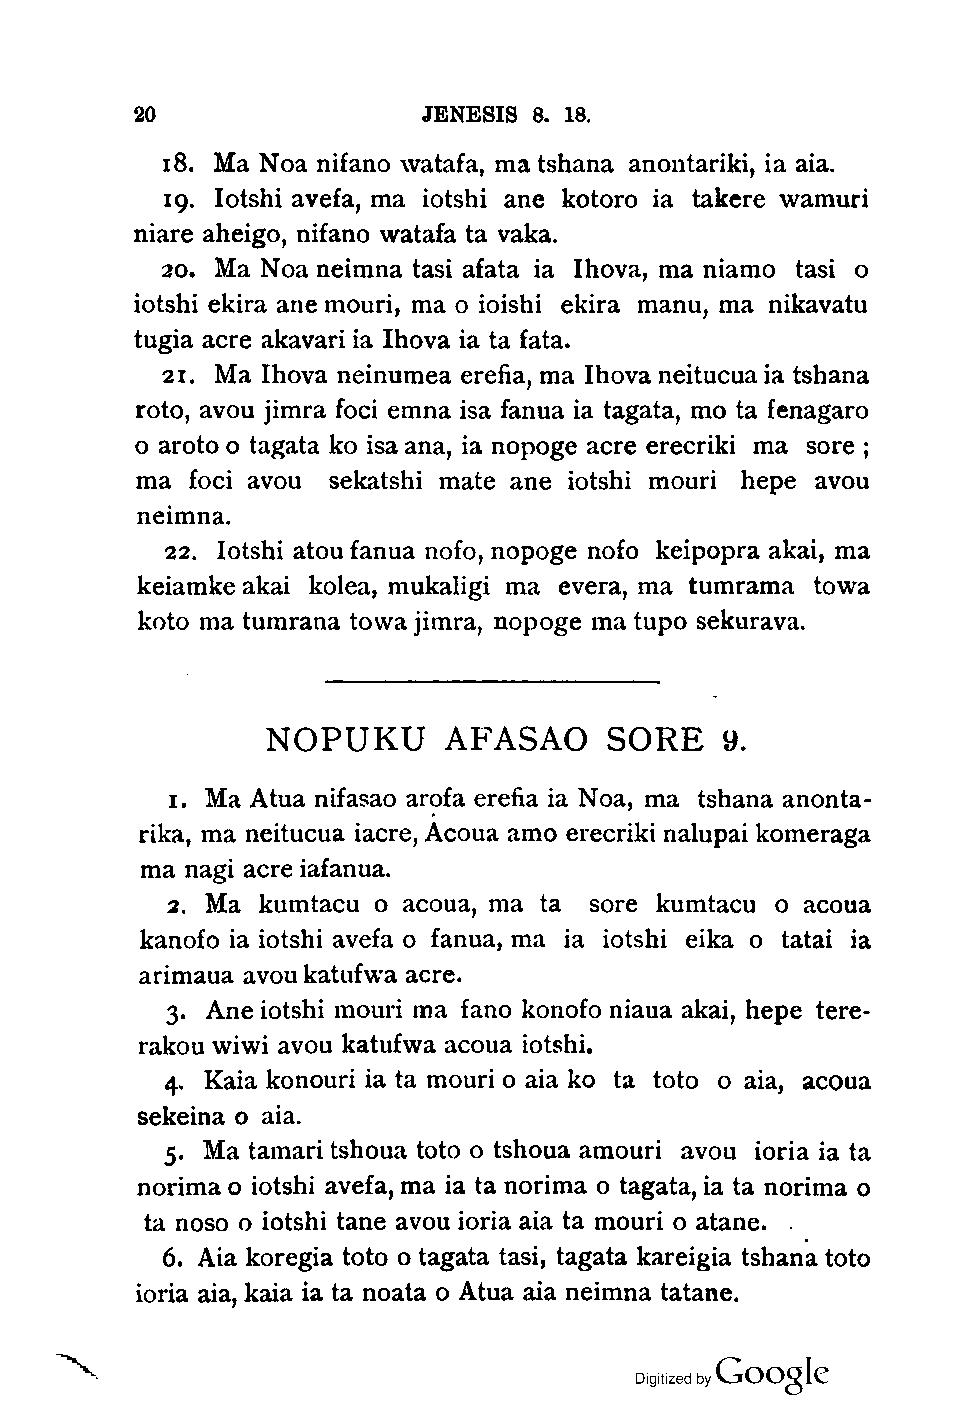 20 JENESIS 8. 18.
18. Ma Noa nifano watafa, ma tshana anontariki, ia aia.
19. Iotshi avefa, ma iotshi ane kotoro ia takere wamuri
niare aheigo, nifano watafa ta vaka.
20. Ma Noa neimna tasi afata ia Ihova, ma niamo tasi o
iotshi ekira ane mouri, ma o ioishi ekira manu, ma nikavatu
tugia acre akavari ia Ihova ia ta fata.
21. Ma Ihova neinumea erefia, ma Ihova neitucua ia tshana
roto, avou jimra foci emna isa fanua ia tagata, mo ta fenagaro
o aroto o tagata ko isa ana, ia nopoge acre erecriki ma sore ;
ma foci avou sekatshi mate ane iotshi mouri hepe avou
neimna.
22. Iotshi atou fanua nofo, nopoge nofo keipopra akai, ma
keiamke akai kolea, mukaligi ma evera, ma tumrama towa
koto ma tumrana towa jimra, nopoge ma tupo sekurava.
NOPUKU AFASAO SORE 9.
1. Ma Atua nifasao arofa erefia ia Noa, ma tshana anonta-
rika, ma neitucua iacre, Acoua amo erecriki nalupai komeraga
ma nagi acre iafanua.
2. Ma kumtacu o acoua, ma ta sore kumtacu o acoua
kanofo ia iotshi avefa o fanua, ma ia iotshi eika o tatai ia
arimaua avou katufwa acre.
3. Ane iotshi mouri ma fano konofo niaua akai, hepe tere-
rakou wiwi avou katufwa acoua iotshi.
4. Kaia konouri ia ta mouri o aia ko ta toto o aia, acoua
sekeina o aia.
5. Ma tamari tshoua toto o tshoua amouri avou ioria ia ta
norima o iotshi avefa, ma ia ta norima o tagata, ia ta norima o
ta noso o iotshi tane avou ioria aia ta mouri o atane.
6. Aia koregia toto o tagata tasi, tagata kareigia tshana toto
ioria aia, kaia ia ta noata o Atua aia neimna tatane.
Digitized by Google